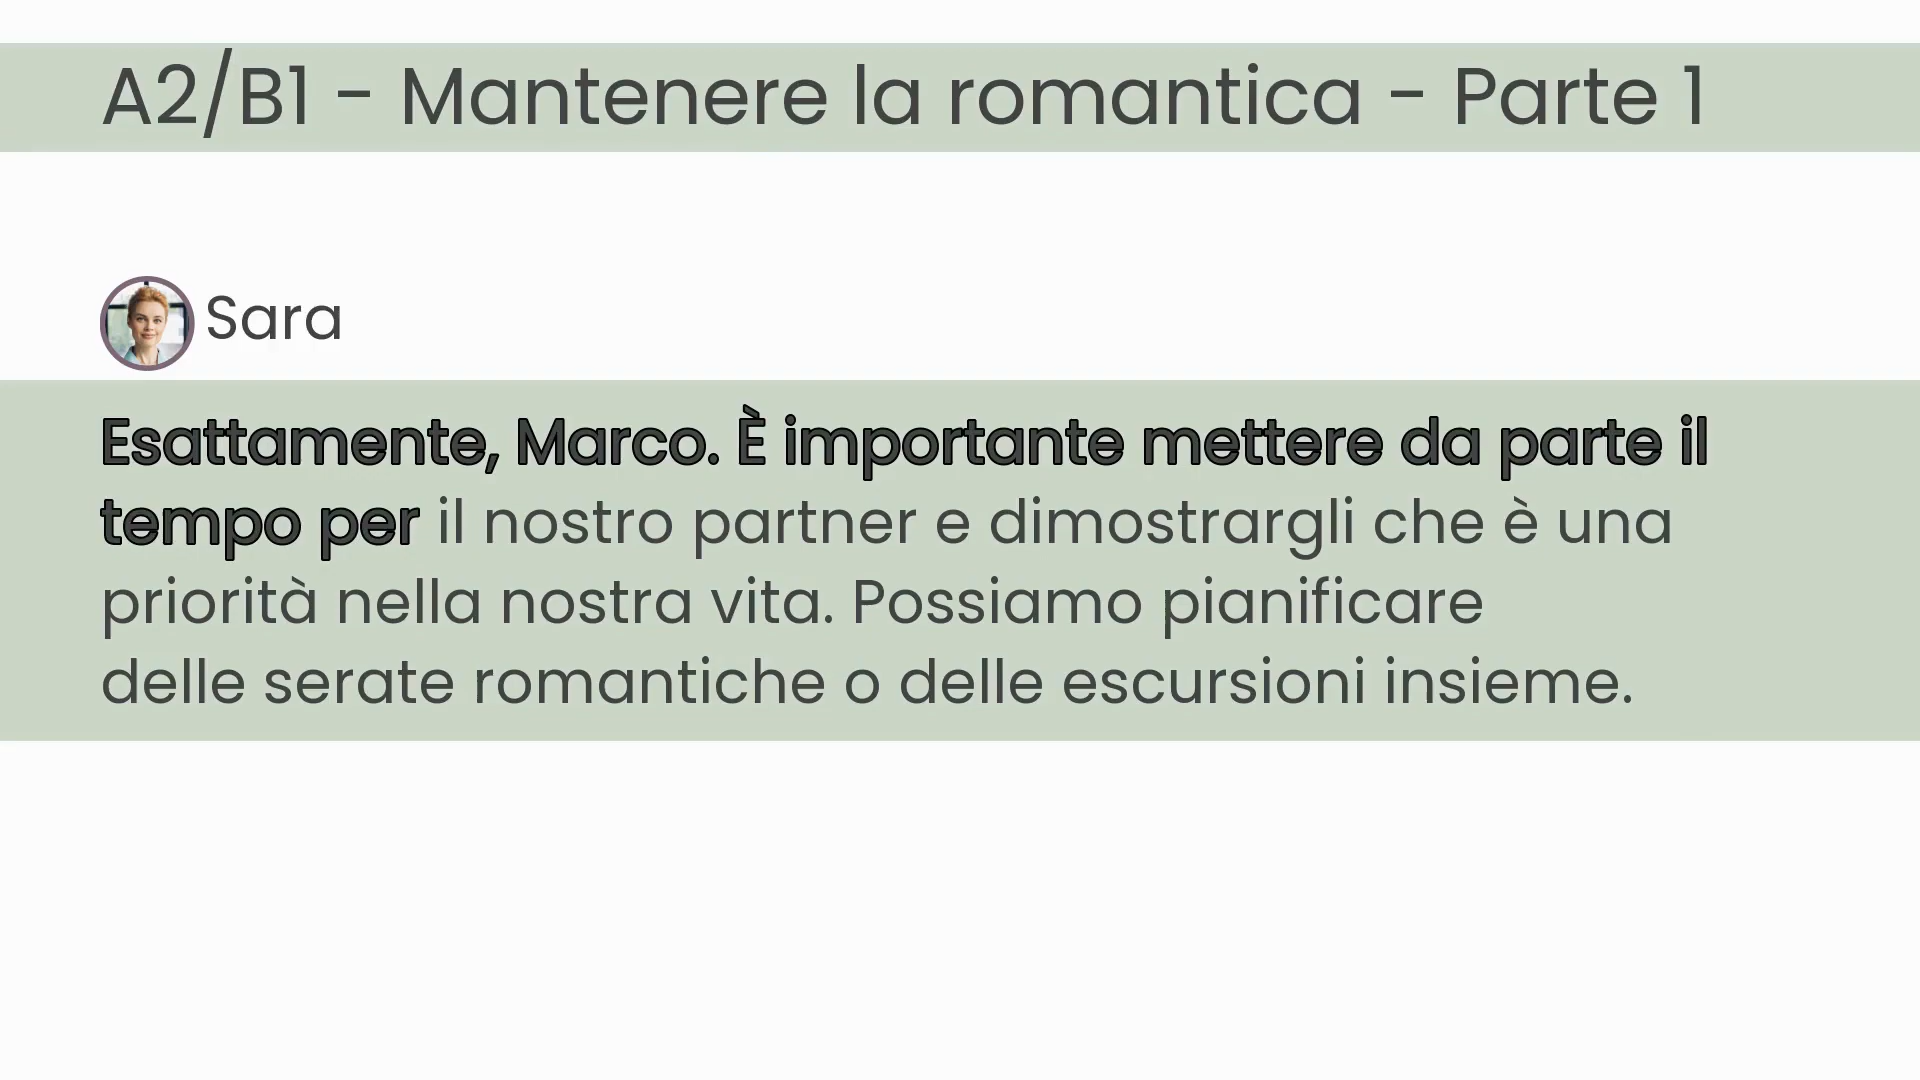 A2/B1 - Mantenere la romantica - Parte 1
Sara
Esattamente, Marco. È importante mettere da parte il
tempo per il nostro partner e dimostrargli che è una
priorità nella nostra vita. Possiamo pianificare
delle serate romantiche o delle escursioni insieme.